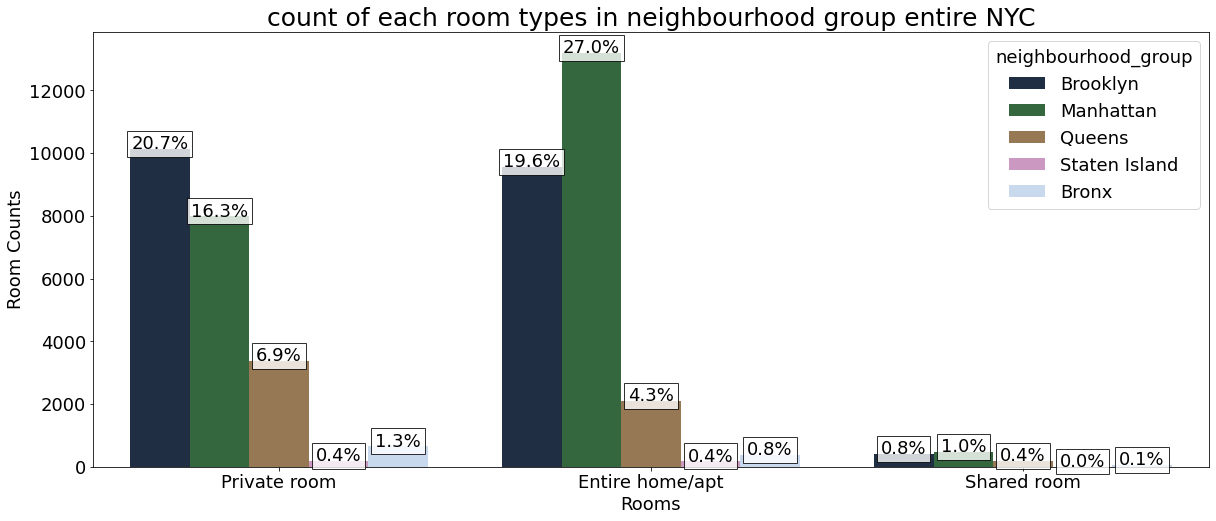 count of each room types in neighbourhood group entire NYC
Room Counts
12000
10000
8000
6000
4000
2000
0
20.7%
16.3%
6.9%
0.4%
1.3%
19.6%
27.0%
4.3%
0.4%
0.8%
0.8%
1.0%
0.4%
0.0%
0.1%
neighbourhood_group
Brooklyn
Manhattan
Queens
Staten Island
Bronx
Private room
Entire home/apt
Shared room
Rooms